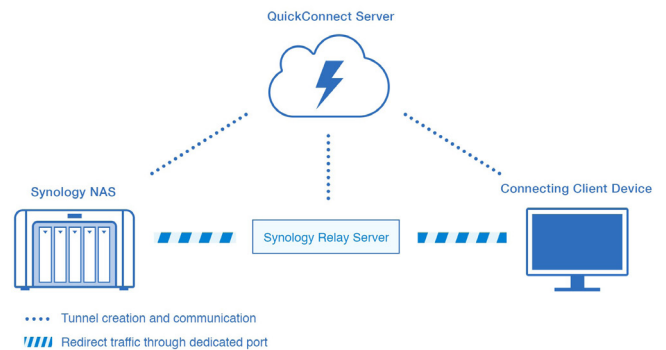 QuickConnect Server
Synology NAS
Connecting Client Device
Synology Relay Server
Tunnel creation and communication
Redirect traffic through dedicated port